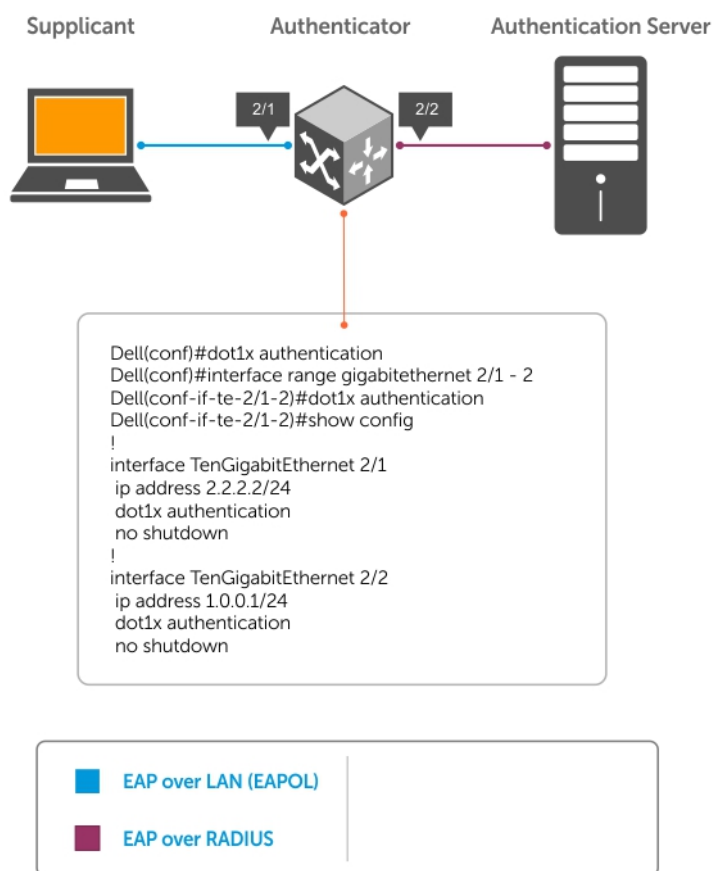 Supplicant
Authenticator
Authentication Server
2/1
2/2
Dell(conf)#dot1x authentication
Dell(conf)#interface range gigabitethernet 2/1 - 2
Dell(conf-if-te-2/1-2)#dot1x authentication
Dell(conf-if-te-2/1-2)#show config
!
interface TenGigabitEthernet 2/1
ip address 2.2.2.2/24
dot1x authentication
no shutdown
!
interface TenGigabitEthernet 2/2
ip address 1.0.0.1/24
dot1x authentication
no shutdown
EAP over LAN (EAPOL)
EAP over RADIUS